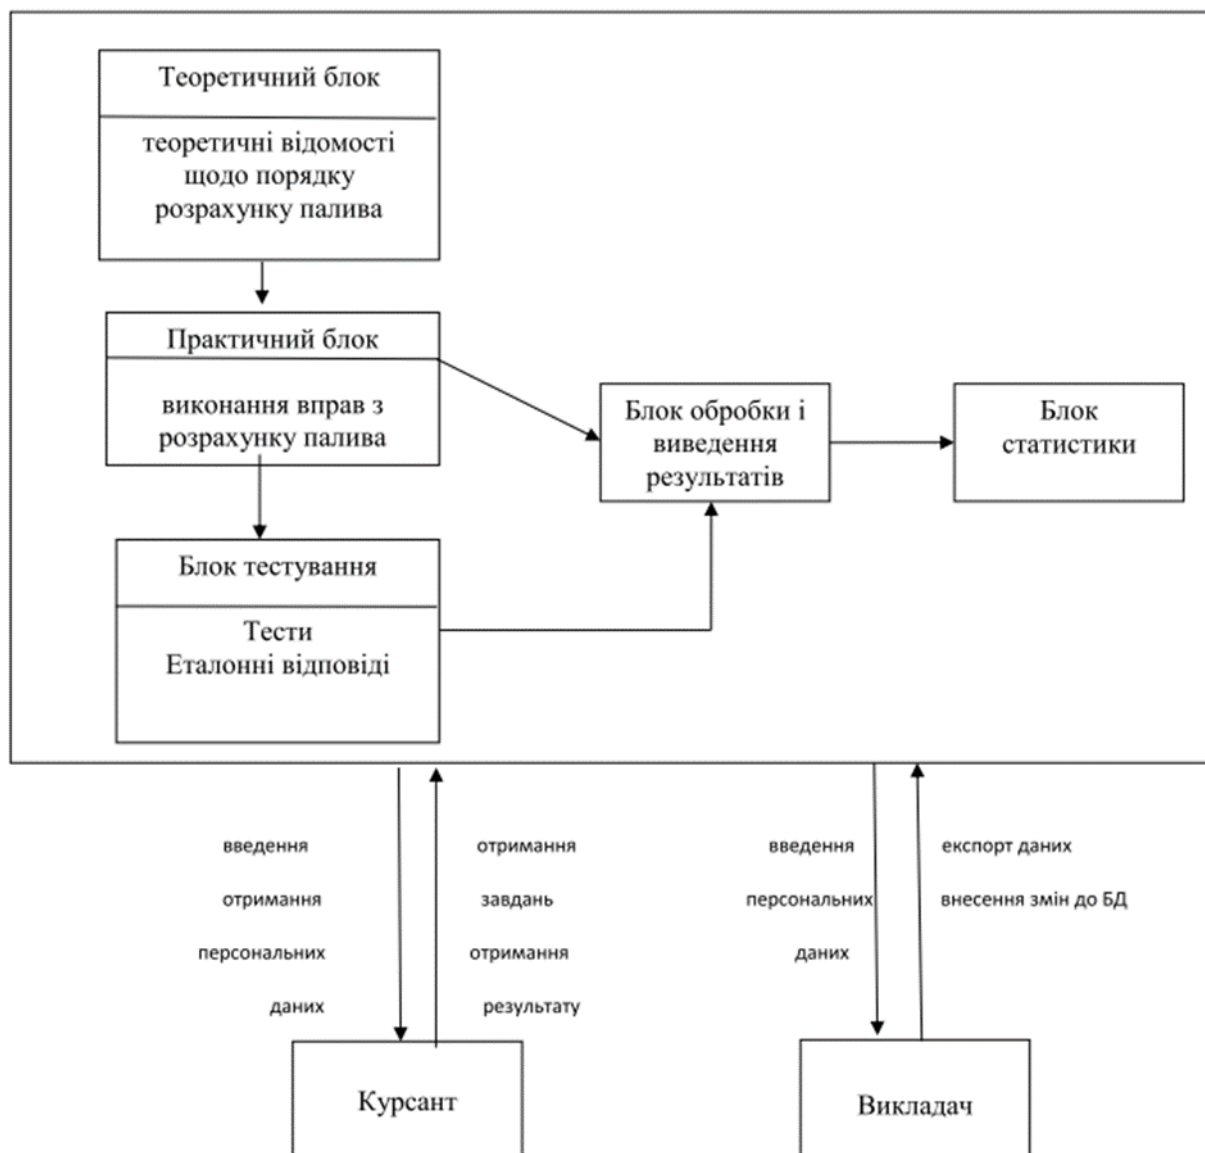 Теоретичний блок
теоретичні відомості
щодо порядку
розрахунку палива
Практичний блок
виконання вправ з
розрахунку палива
Блок обробки і
виведення
результатів
Блок
статистики
Блок тестування
Тести
Еталонні відповіді
введення
отримання
персональних
даних
отримання
завдань
отримання
результату
введення
персональних
даних
експорт даних
внесення змін до БД
Курсант
Викладач